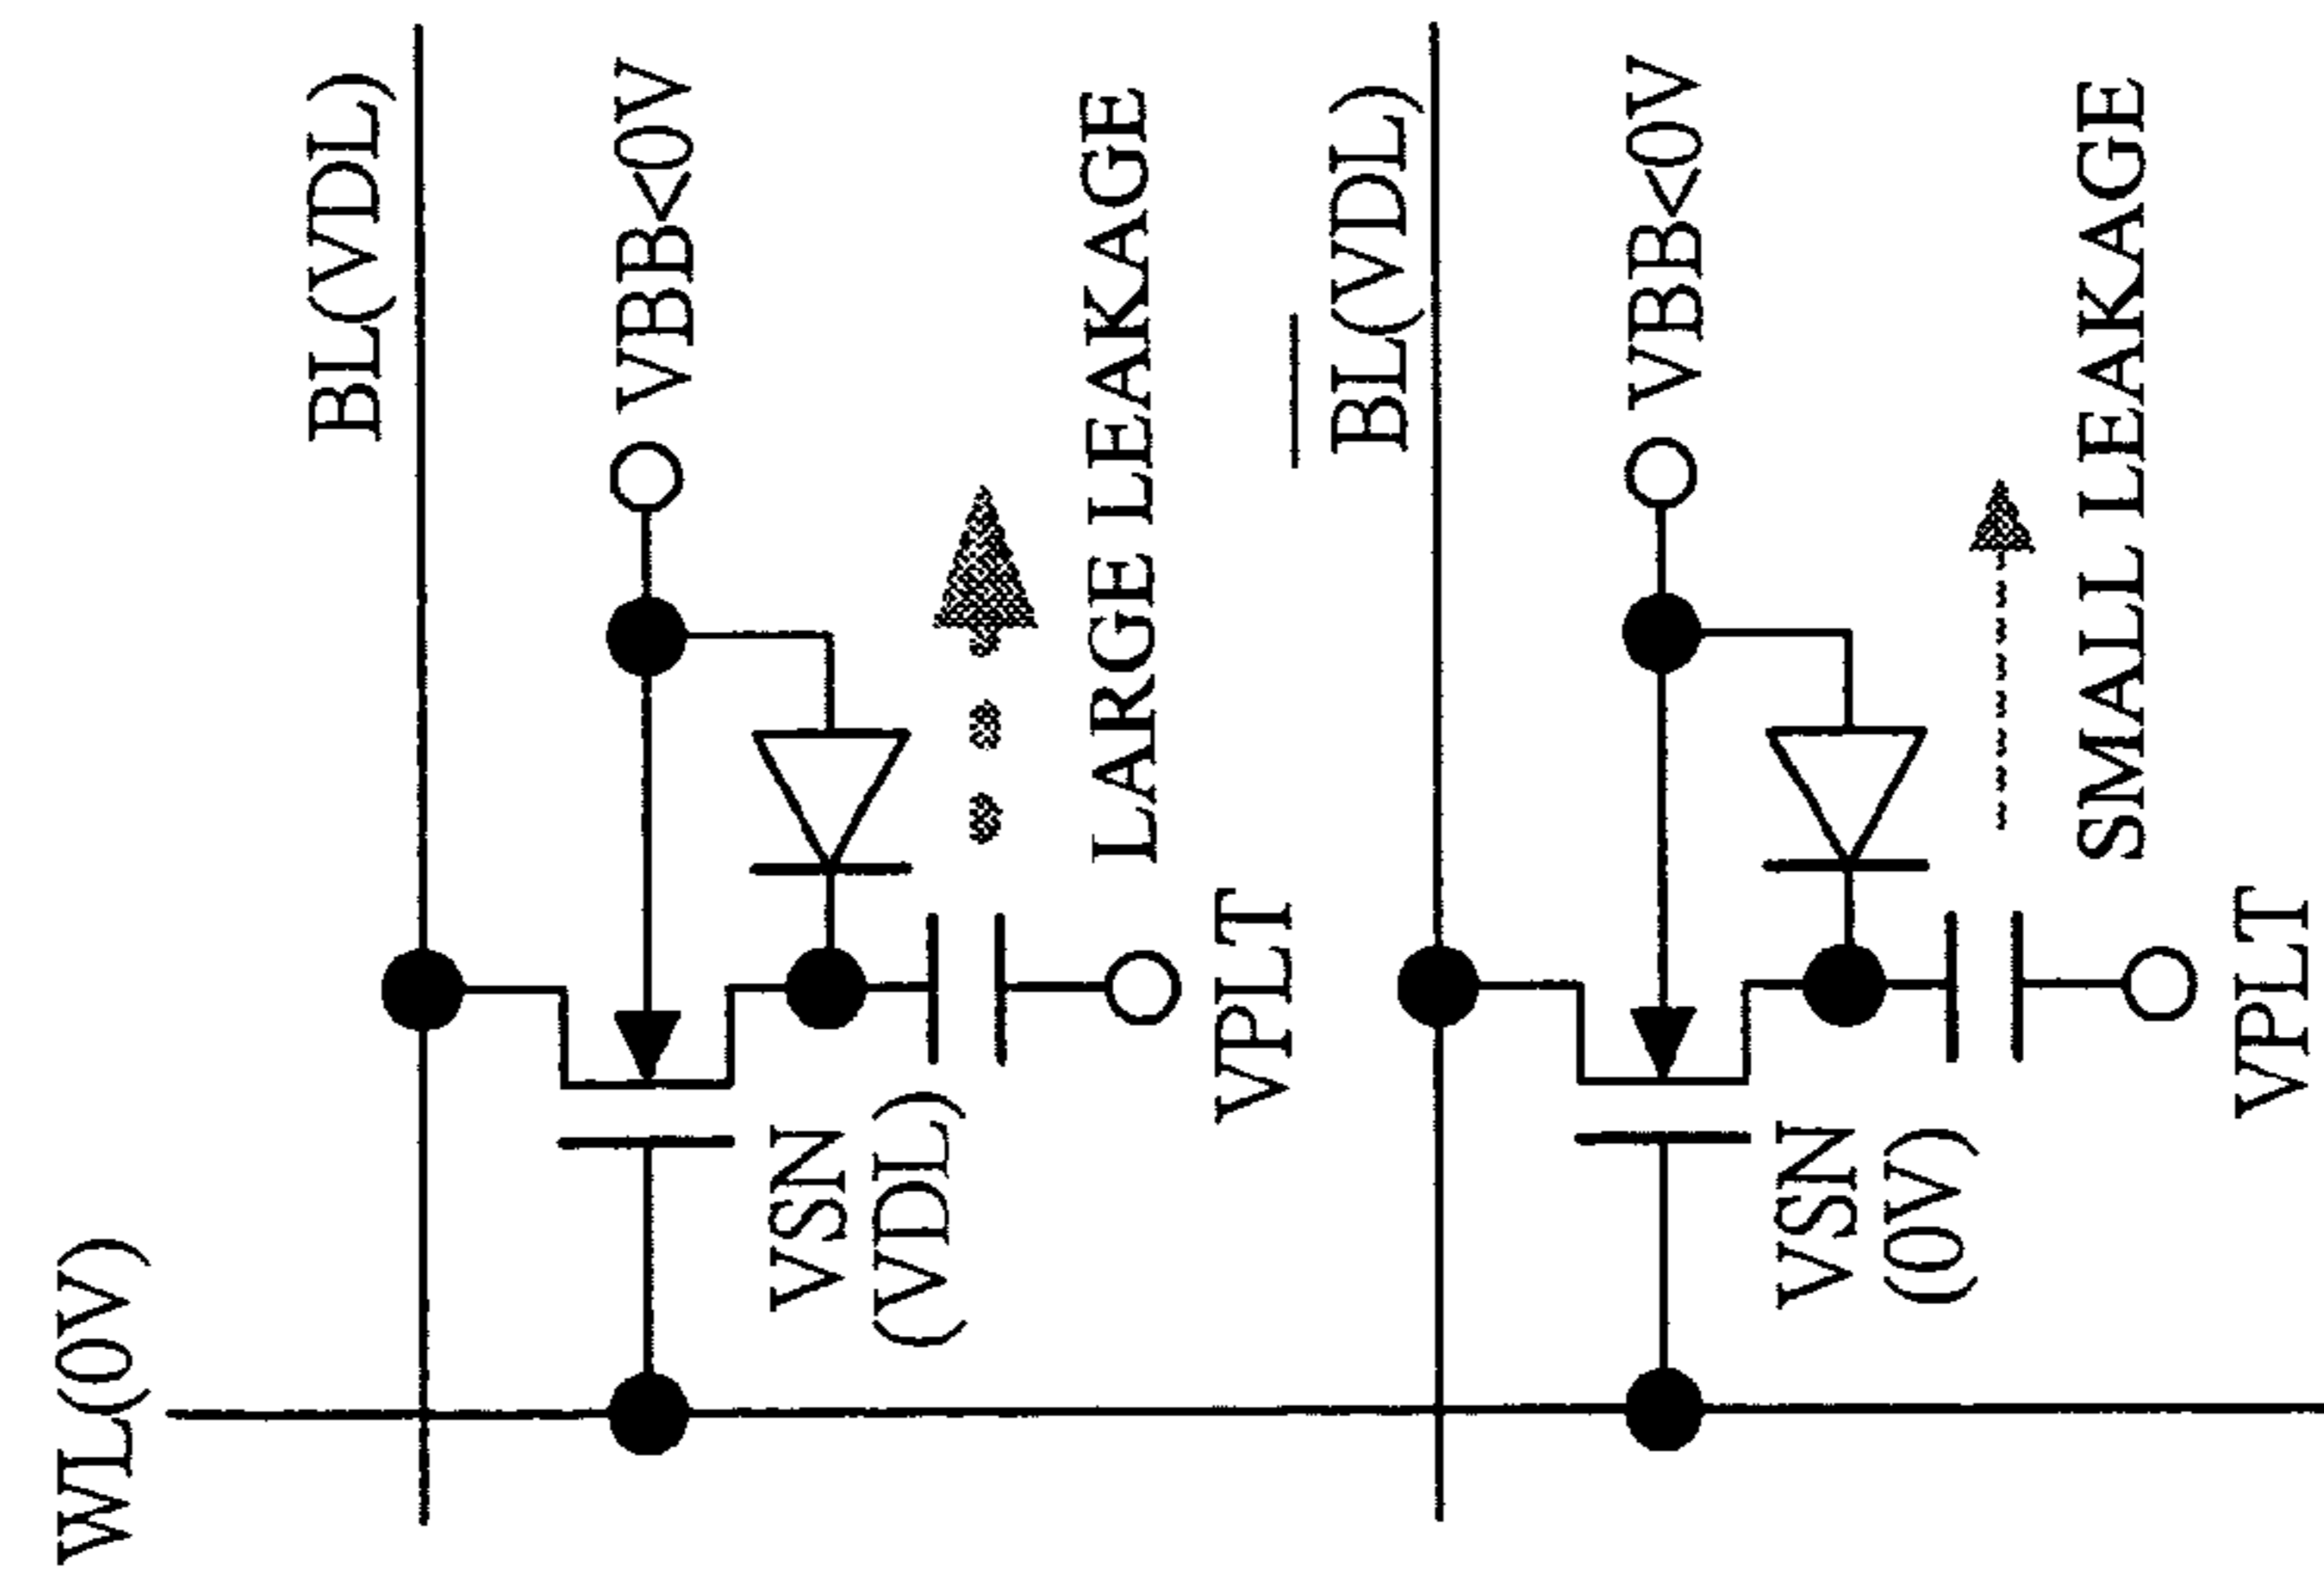 WL(0V)
BL(VDL)
VBB<0V
VSN
(VDL)
LARGE LEAKAGE
VPLT
BL(VDL)
VBB<0V
VSN
(0V)
SMALL LEAKAGE
VPLT